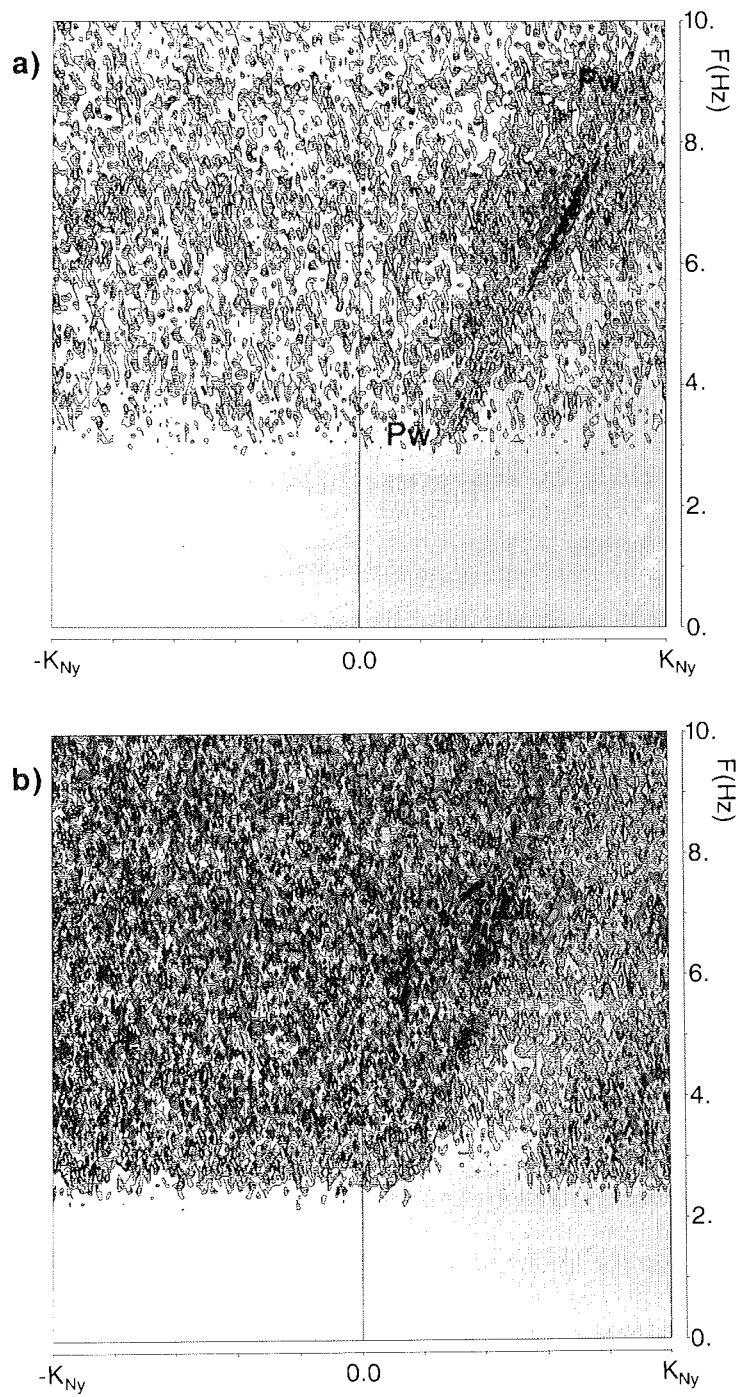 a)
10.
F(Hz)
Pw
8.
6.
4.
Pw
2.
0.
-K_Ny 0.0 K_Ny
b)
10.
F(Hz)
8.
6.
4.
2.
0.
-K_Ny 0.0 K_Ny